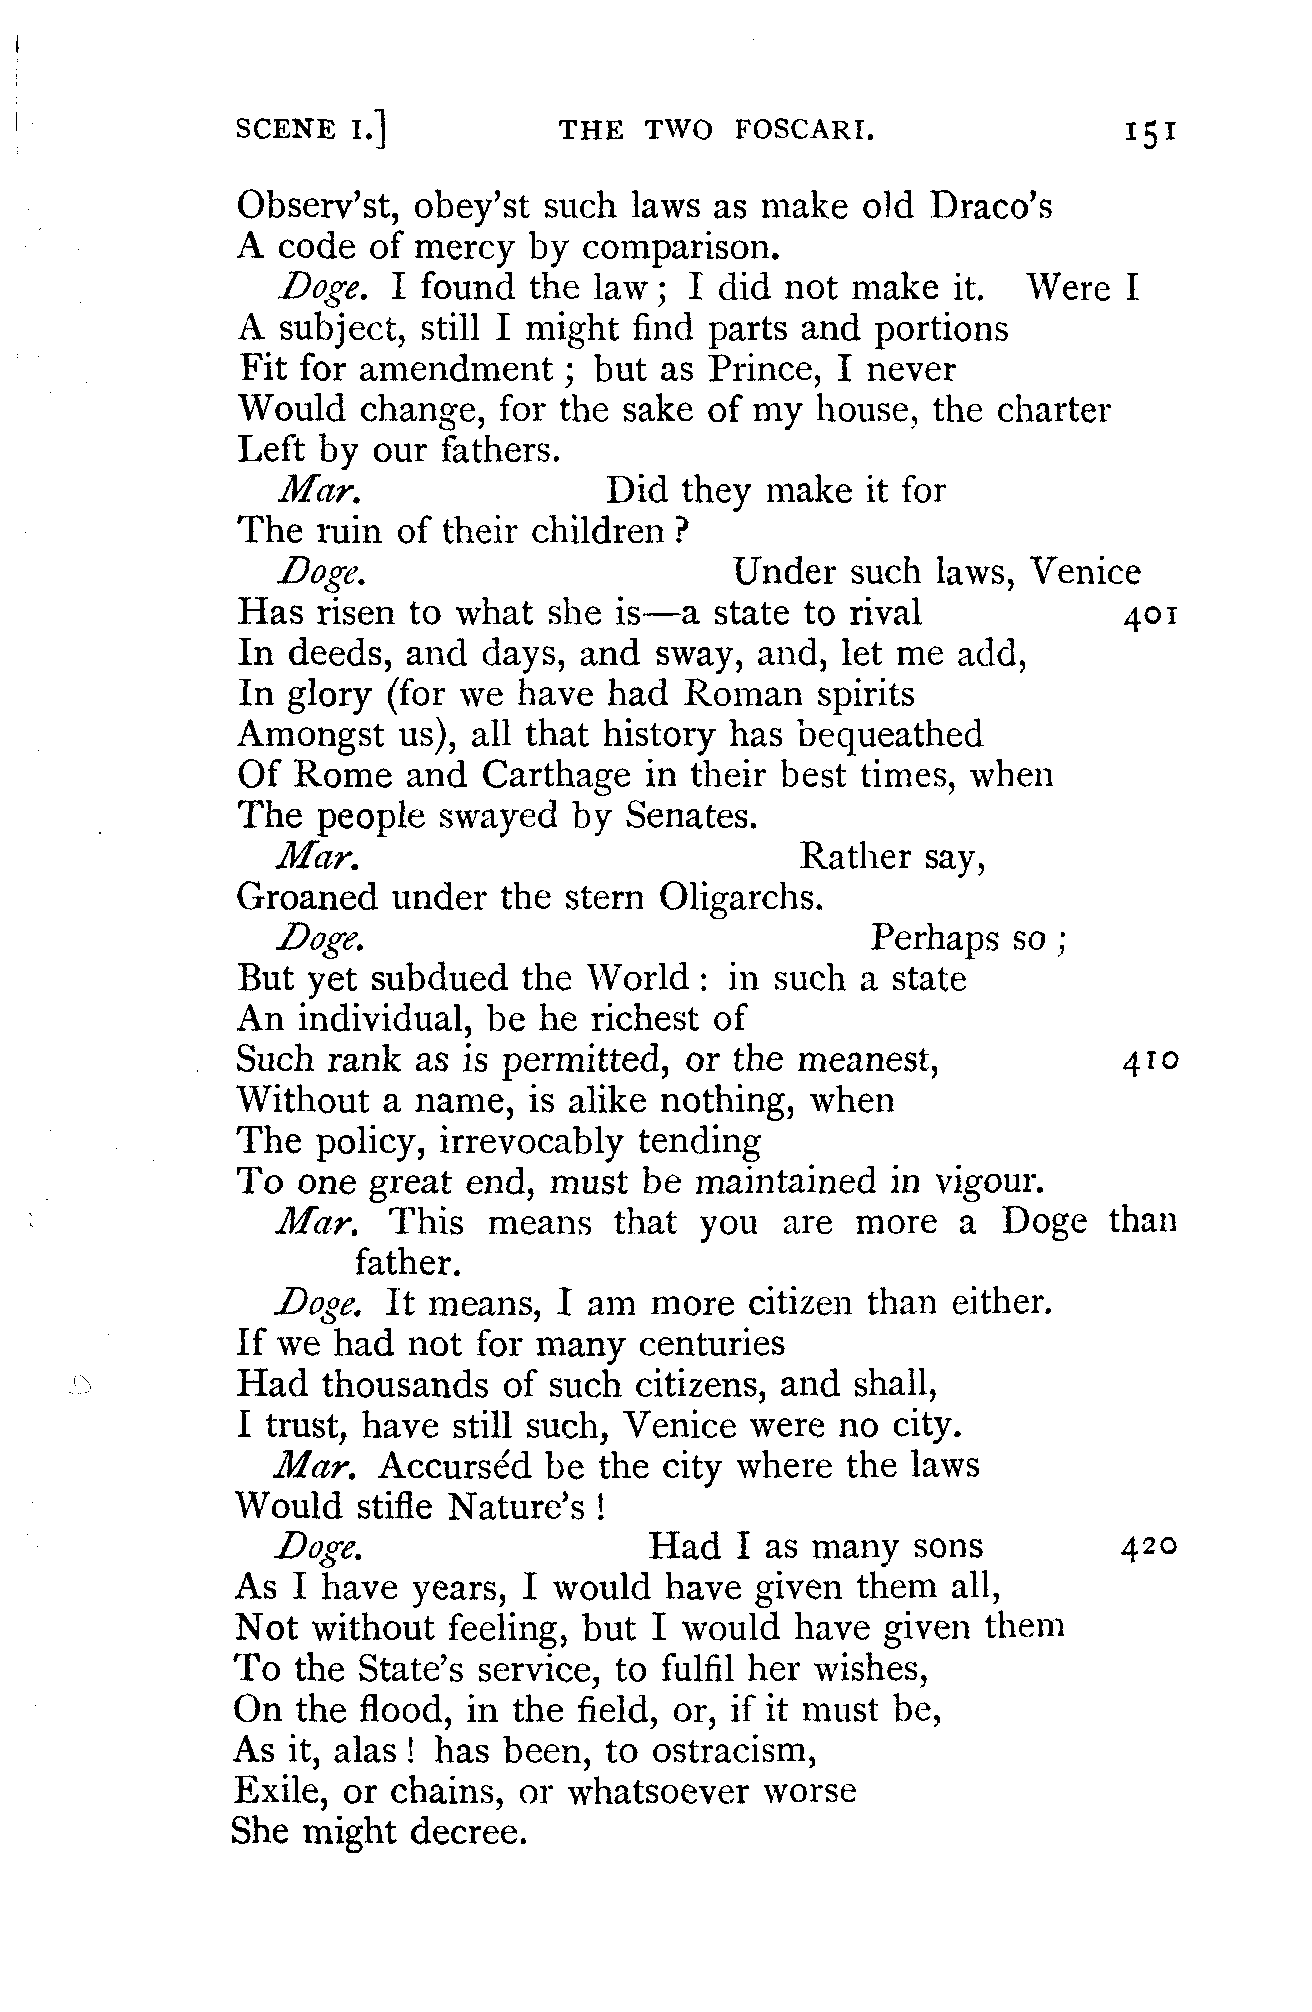 SCENE I.] THE TWO FOSCARI. 151
Observ'st, obey'st such laws as make old Draco's
A code of mercy by comparison.
Doge. I found the law; I did not make it. Were I
A subject, still I might find parts and portions
Fit for amendment; but as Prince, I never
Would change, for the sake of my house, the charter
Left by our fathers.
Mar. Did they make it for
The ruin of their children?
Doge. Under such laws, Venice
Has risen to what she is—a state to rival 401
In deeds, and days, and sway, and, let me add,
In glory (for we have had Roman spirits
Amongst us), all that history has bequeathed
Of Rome and Carthage in their best times, when
The people swayed by Senates.
Mar. Rather say,
Groaned under the stern Oligarchs.
Doge. Perhaps so;
But yet subdued the World: in such a state
An individual, be he richest of
Such rank as is permitted, or the meanest, 410
Without a name, is alike nothing, when
The policy, irrevocably tending
To one great end, must be maintained in vigour.
Mar. This means that you are more a Doge than
father.
Doge. It means, I am more citizen than either.
If we had not for many centuries
Had thousands of such citizens, and shall,
I trust, have still such, Venice were no city.
Mar. Accurséd be the city where the laws
Would stifle Nature's!
Doge. Had I as many sons 420
As I have years, I would have given them all,
Not without feeling, but I would have given them
To the State's service, to fulfil her wishes,
On the flood, in the field, or, if it must be,
As it, alas! has been, to ostracism,
Exile, or chains, or whatsoever worse
She might decree.